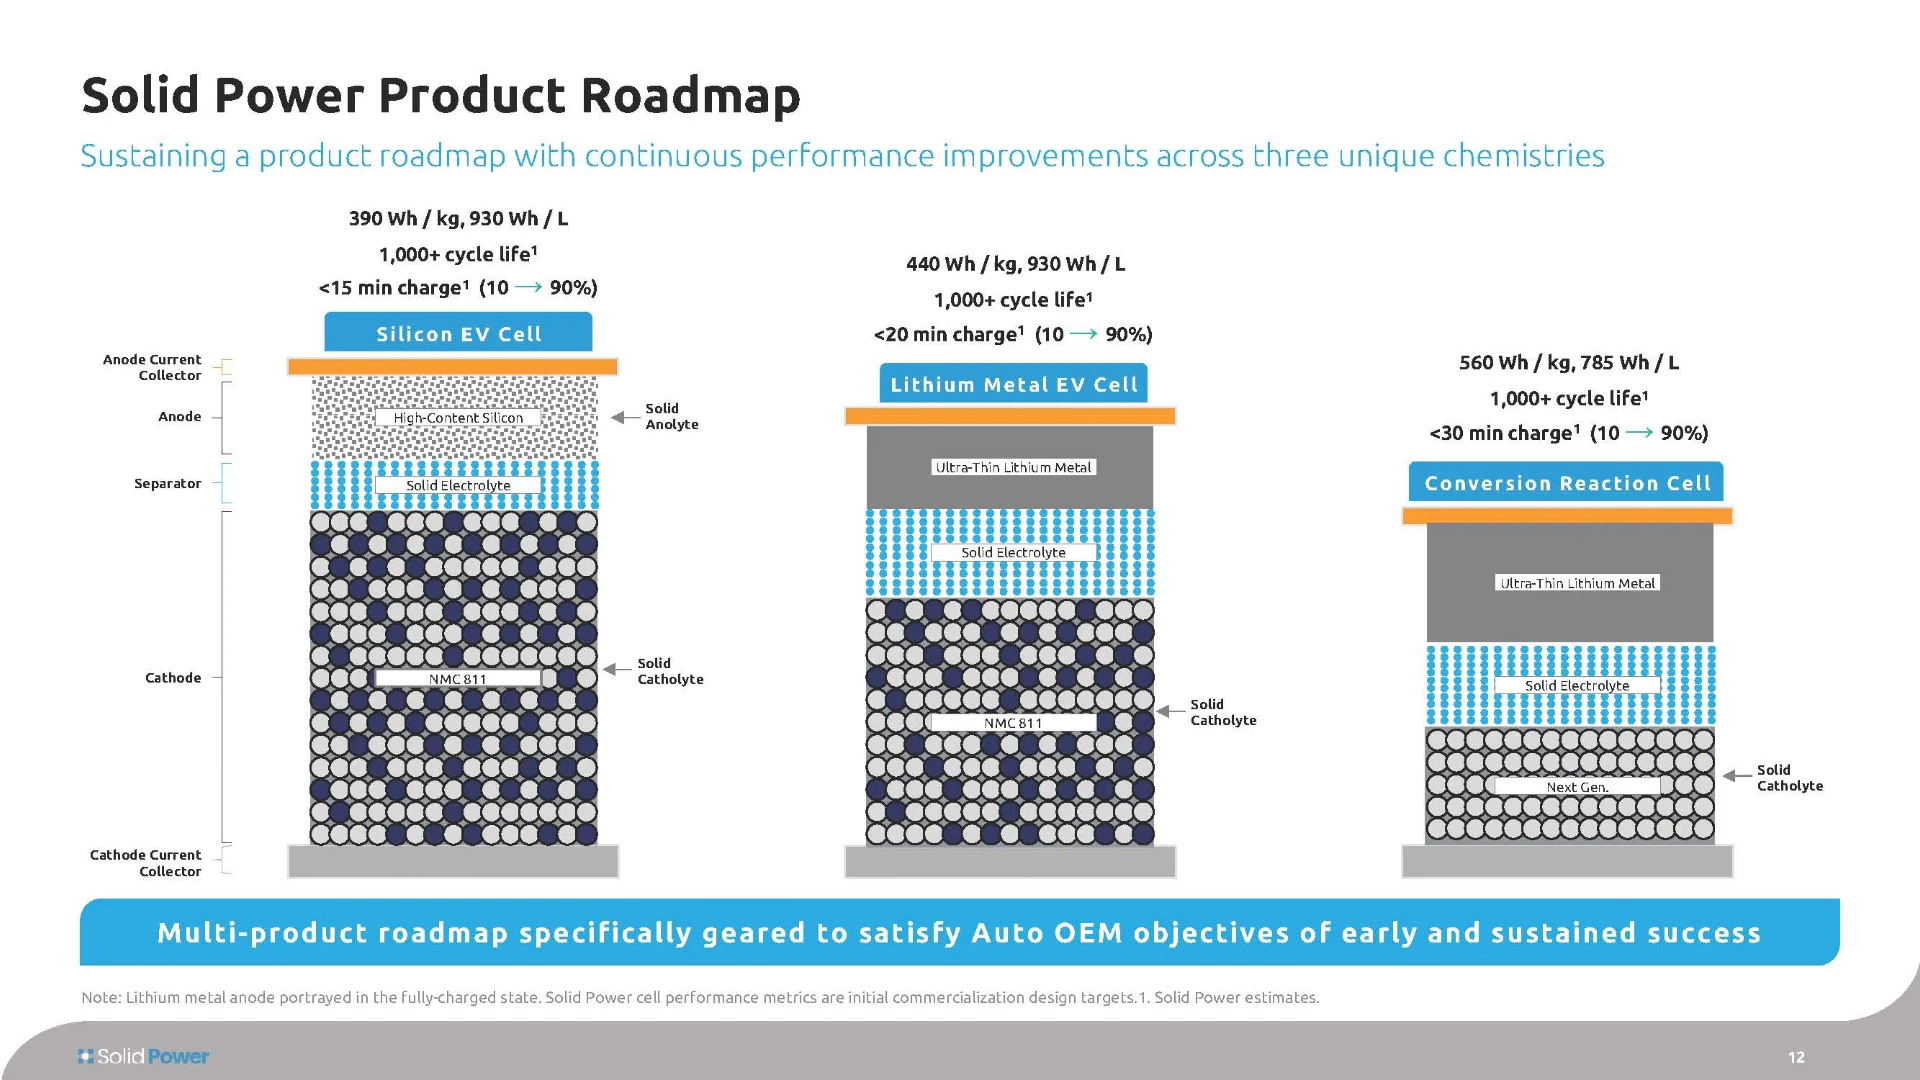 Solid Power Product Roadmap
Sustaining a product roadmap with continuous performance improvements across three unique chemistries
390 Wh / kg, 930 Wh / L
1,000+ cycle life¹
<15 min charge¹ (10 → 90%)
Silicon EV Cell
Anode Current
Collector
Anode
Separator
Cathode
Cathode Current
Collector
High-Content Silicon
Solid
Anolyte
Solid Electrolyte
NMC 811
Solid
Catholyte
440 Wh / kg, 930 Wh / L
1,000+ cycle life¹
<20 min charge¹ (10 → 90%)
Lithium Metal EV Cell
Ultra-Thin Lithium Metal
Solid Electrolyte
NMC 811
Solid
Catholyte
560 Wh / kg, 785 Wh / L
1,000+ cycle life¹
<30 min charge¹ (10 → 90%)
Conversion Reaction Cell
Ultra-Thin Lithium Metal
Solid Electrolyte
Next Gen.
Solid
Catholyte
Multi-product roadmap specifically geared to satisfy Auto OEM objectives of early and sustained success
Note: Lithium metal anode portrayed in the fully-charged state. Solid Power cell performance metrics are initial commercialization design targets.1. Solid Power estimates.
Solid Power
12